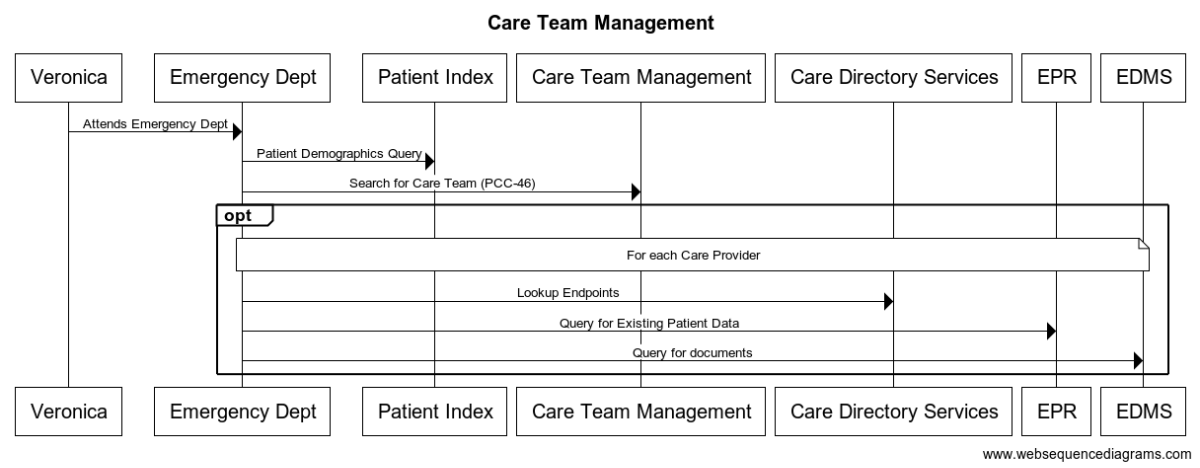 Care Team Management
Veronica
Emergency Dept
Patient Index
Care Team Management
Care Directory Services
EPR
EDMS
Attends Emergency Dept
Patient Demographics Query
Search for Care Team (PCC-46)
opt
For each Care Provider
Lookup Endpoints
Query for Existing Patient Data
Query for documents
Veronica
Emergency Dept
Patient Index
Care Team Management
Care Directory Services
EPR
EDMS
www.websequencediagrams.com